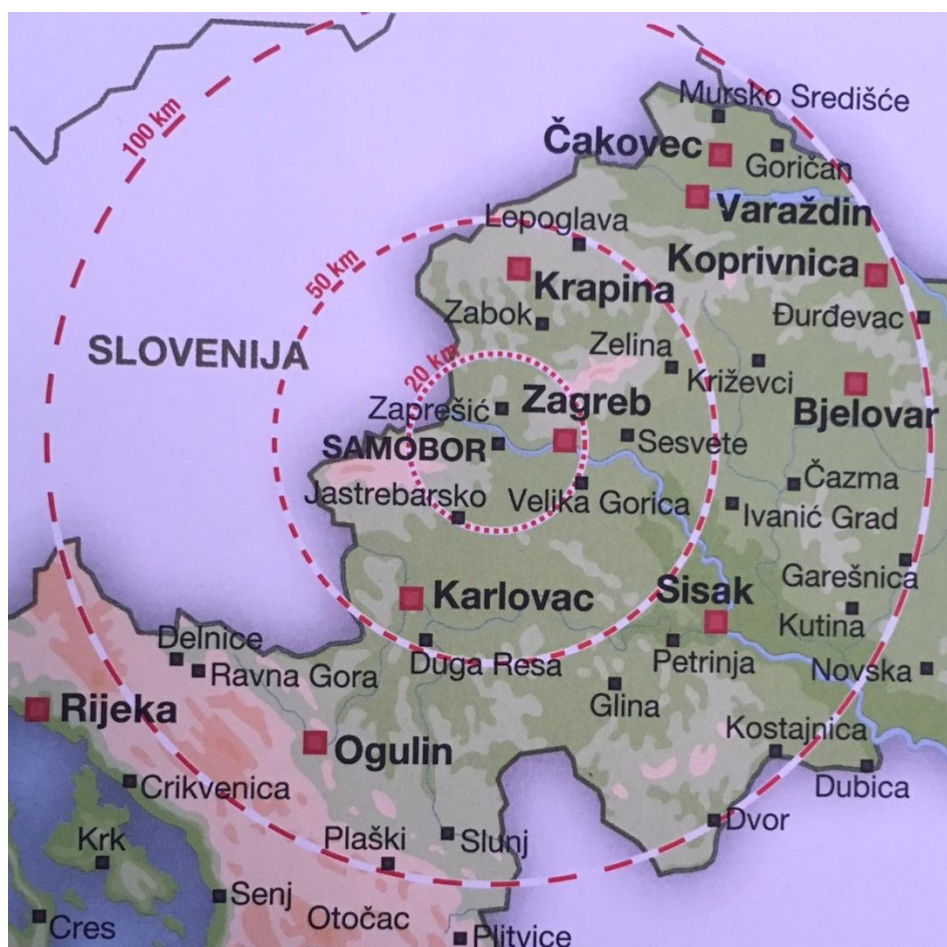 Mursko Središće
100 km
Čakovec
Goričan
Varaždin
Lepoglava
Koprivnica
50 km
Krapina
Đurđevac
Zabok
Zelina
SLOVENIJA
20 km
Križevci
Zaprešić
Zagreb
Bjelovar
SAMOBOR
Sesvete
Čazma
Jastrebarsko
Velika Gorica
Ivanić Grad
Garešnica
Karlovac
Sisak
Kutina
Delnice
Duga Resa
Petrinja
Novska
Ravna Gora
Glina
Rijeka
Kostajnica
Ogulin
Dubica
Crikvenica
Dvor
Krk
Plaški
Slunj
Senj
Otočac
Cres
Plitvice